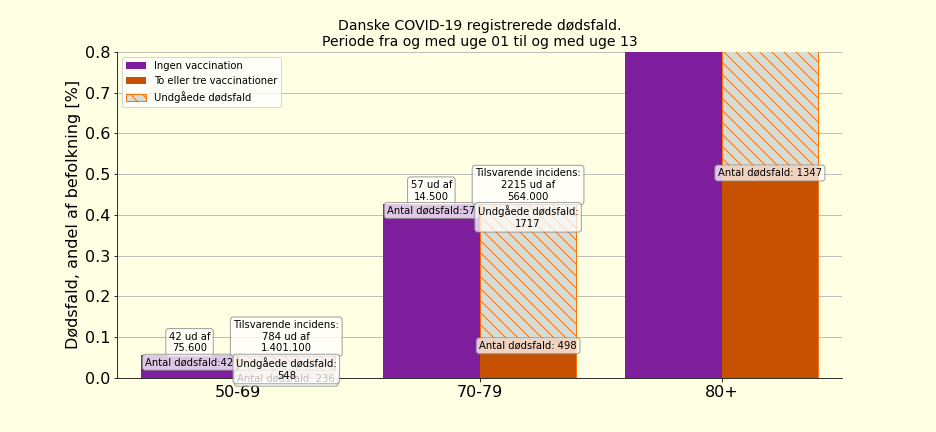 Danske COVID-19 registrerede dødsfald.
Periode fra og med uge 01 til og med uge 13
Dødsfald, andel af befolkning [%]
0.8
0.7
0.6
0.5
0.4
0.3
0.2
0.1
0.0
Ingen vaccination
To eller tre vaccinationer
Undgåede dødsfald
42 ud af
75.600
Antal dødsfald:42
Tilsvarende incidens:
784 ud af
1.401.100
Undgåede dødsfald:
548
Antal dødsfald: 236
57 ud af
14.500
Antal dødsfald:57
Tilsvarende incidens:
2215 ud af
564.000
Undgåede dødsfald:
1717
Antal dødsfald: 498
Antal dødsfald: 1347
50-69
70-79
80+